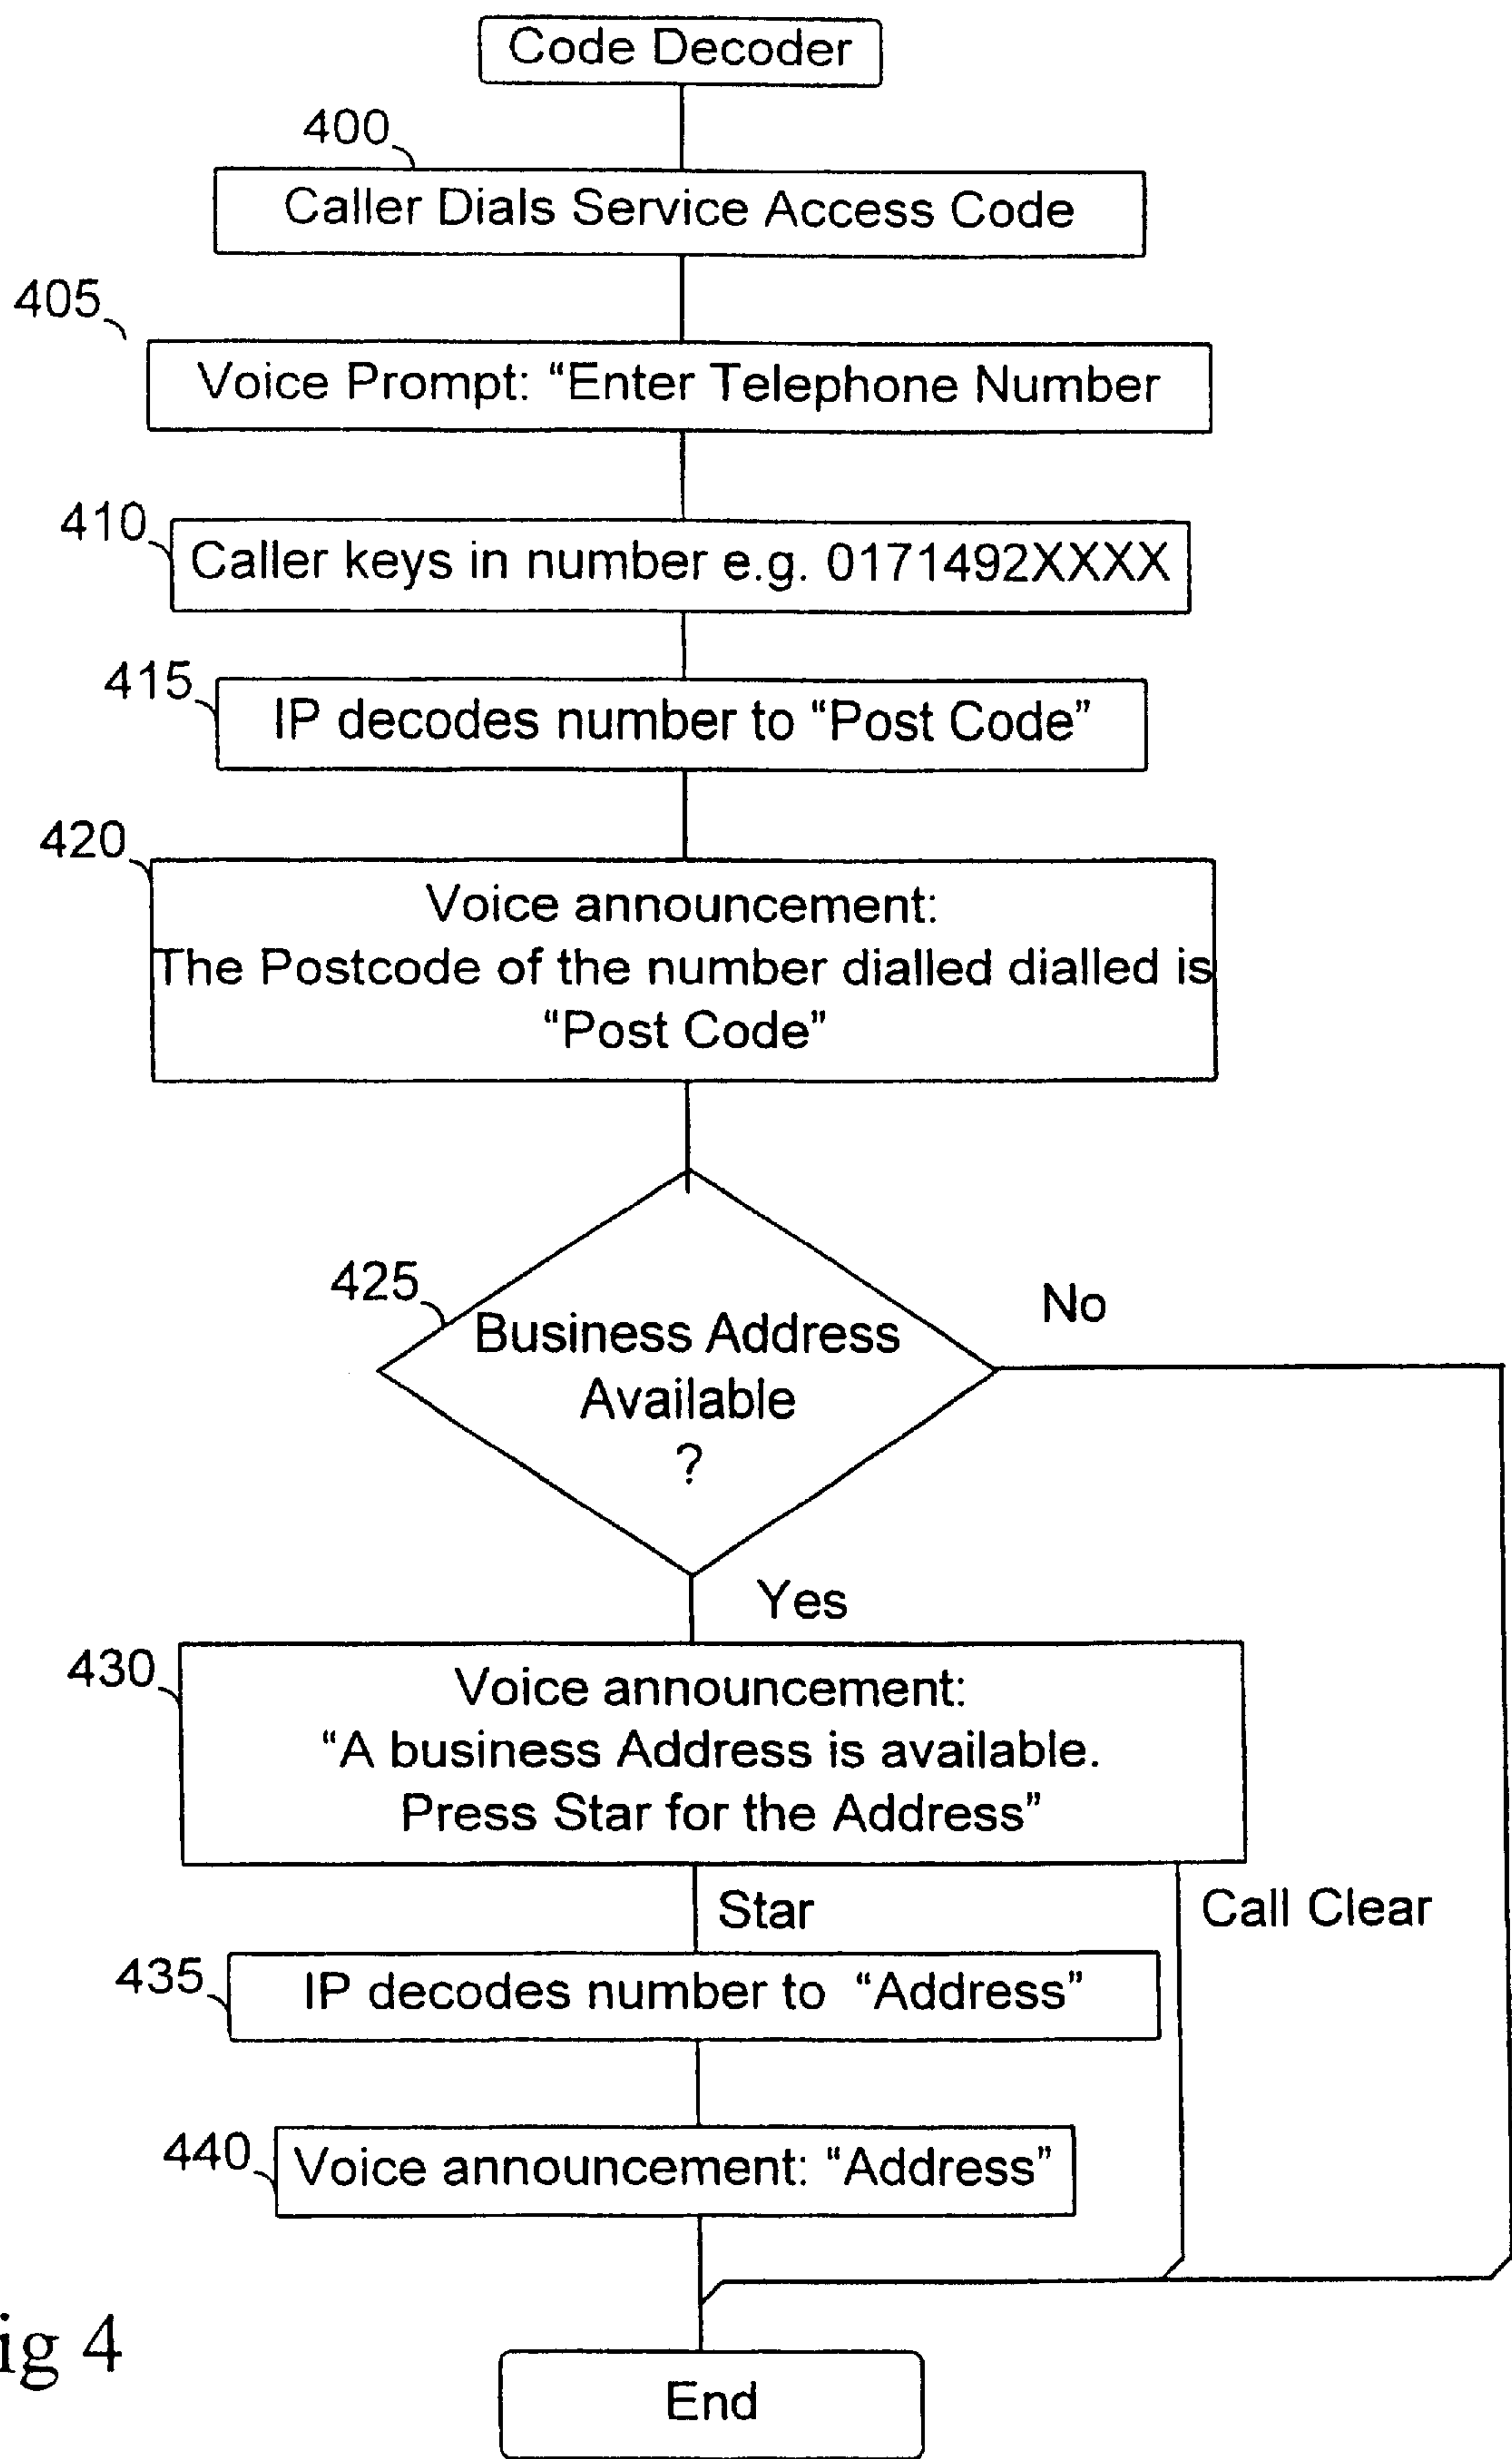 Code Decoder
400
Caller Dials Service Access Code
405
Voice Prompt: “Enter Telephone Number
410
Caller keys in number e.g. 0171492XXXX
415
IP decodes number to “Post Code”
420
Voice announcement:
The Postcode of the number dialled dialled is
“Post Code”
425
Business Address
Available
?
No
Yes
430
Voice announcement:
“A business Address is available.
Press Star for the Address”
Star
Call Clear
435
IP decodes number to “Address”
440
Voice announcement: “Address”
ig 4
End